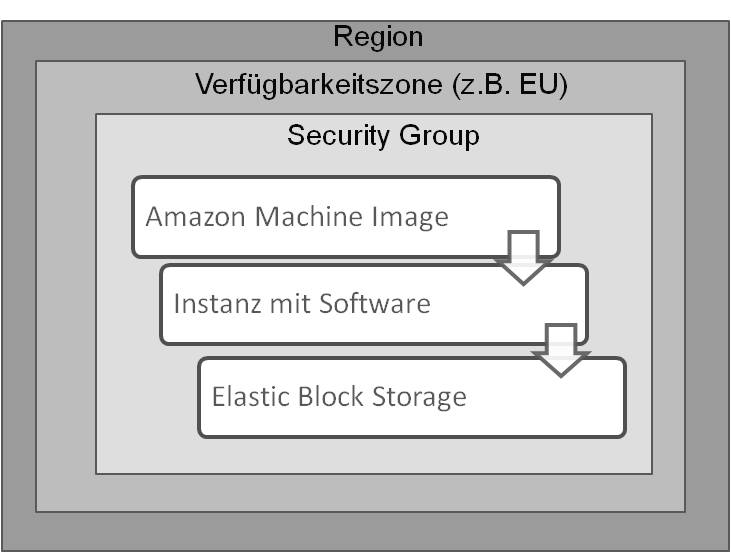 Region
Verfügbarkeitszone (z.B. EU)
Security Group
Amazon Machine Image
Instanz mit Software
Elastic Block Storage